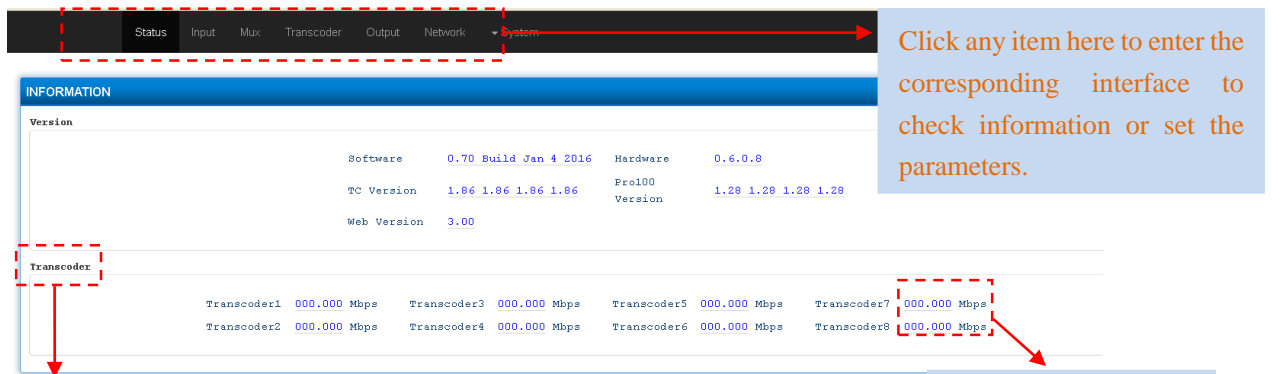 Status Input Mux Transcoder Output Network System
Click any item here to enter the
corresponding interface to
check information or set the
parameters.
INFORMATION
Version
Software 0.70 Build Jan 4 2016 Hardware 0.6.0.8
TC Version 1.86 1.86 1.86 1.86 Pro100 Version 1.28 1.28 1.28 1.28
Web Version 3.00
Transcoder
Transcoder1 000.000 Mbps Transcoder3 000.000 Mbps Transcoder5 000.000 Mbps Transcoder7 000.000 Mbps
Transcoder2 000.000 Mbps Transcoder4 000.000 Mbps Transcoder6 000.000 Mbps Transcoder8 000.000 Mbps